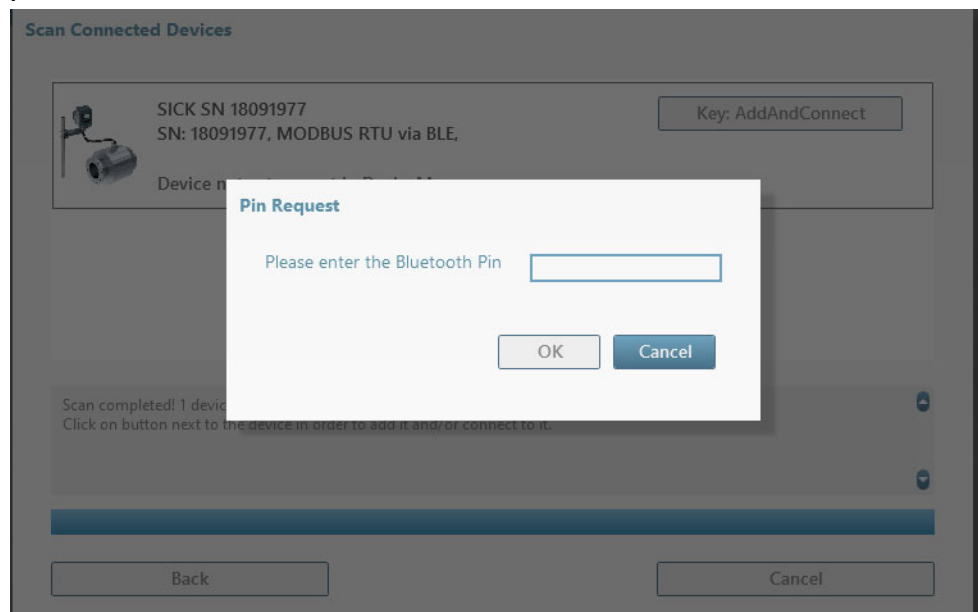 Scan Connected Devices
SICK SN 18091977
Key: AddAndConnect
SN: 18091977, MODBUS RTU via BLE,
Device
Pin Request
Please enter the Bluetooth Pin
OK
Cancel
Scan completed! 1
Click on button next to the device in order to add it and/or connect to it.
Back
Cancel